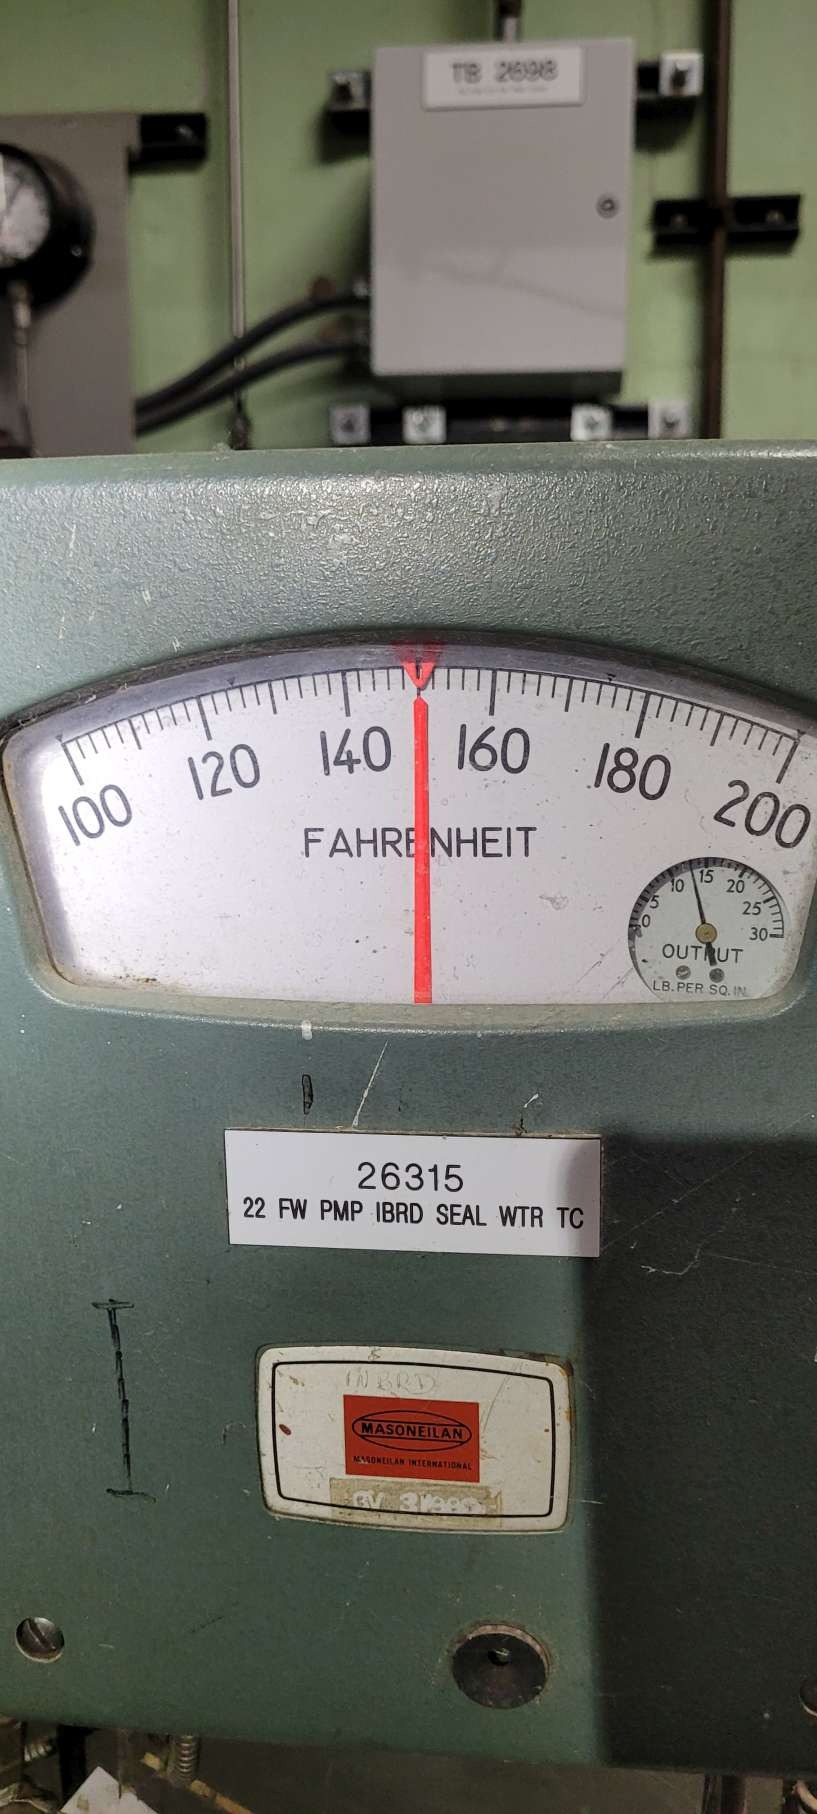 TB 2698
100 120 140 160 180 200
FAHRENHEIT
0 5 10 15 20 25 30
OUTPUT
LB. PER SQ. IN.
26315
22 FW PMP IBRD SEAL WTR TC
INBRD
MASONEILAN
MASONEILAN INTERNATIONAL